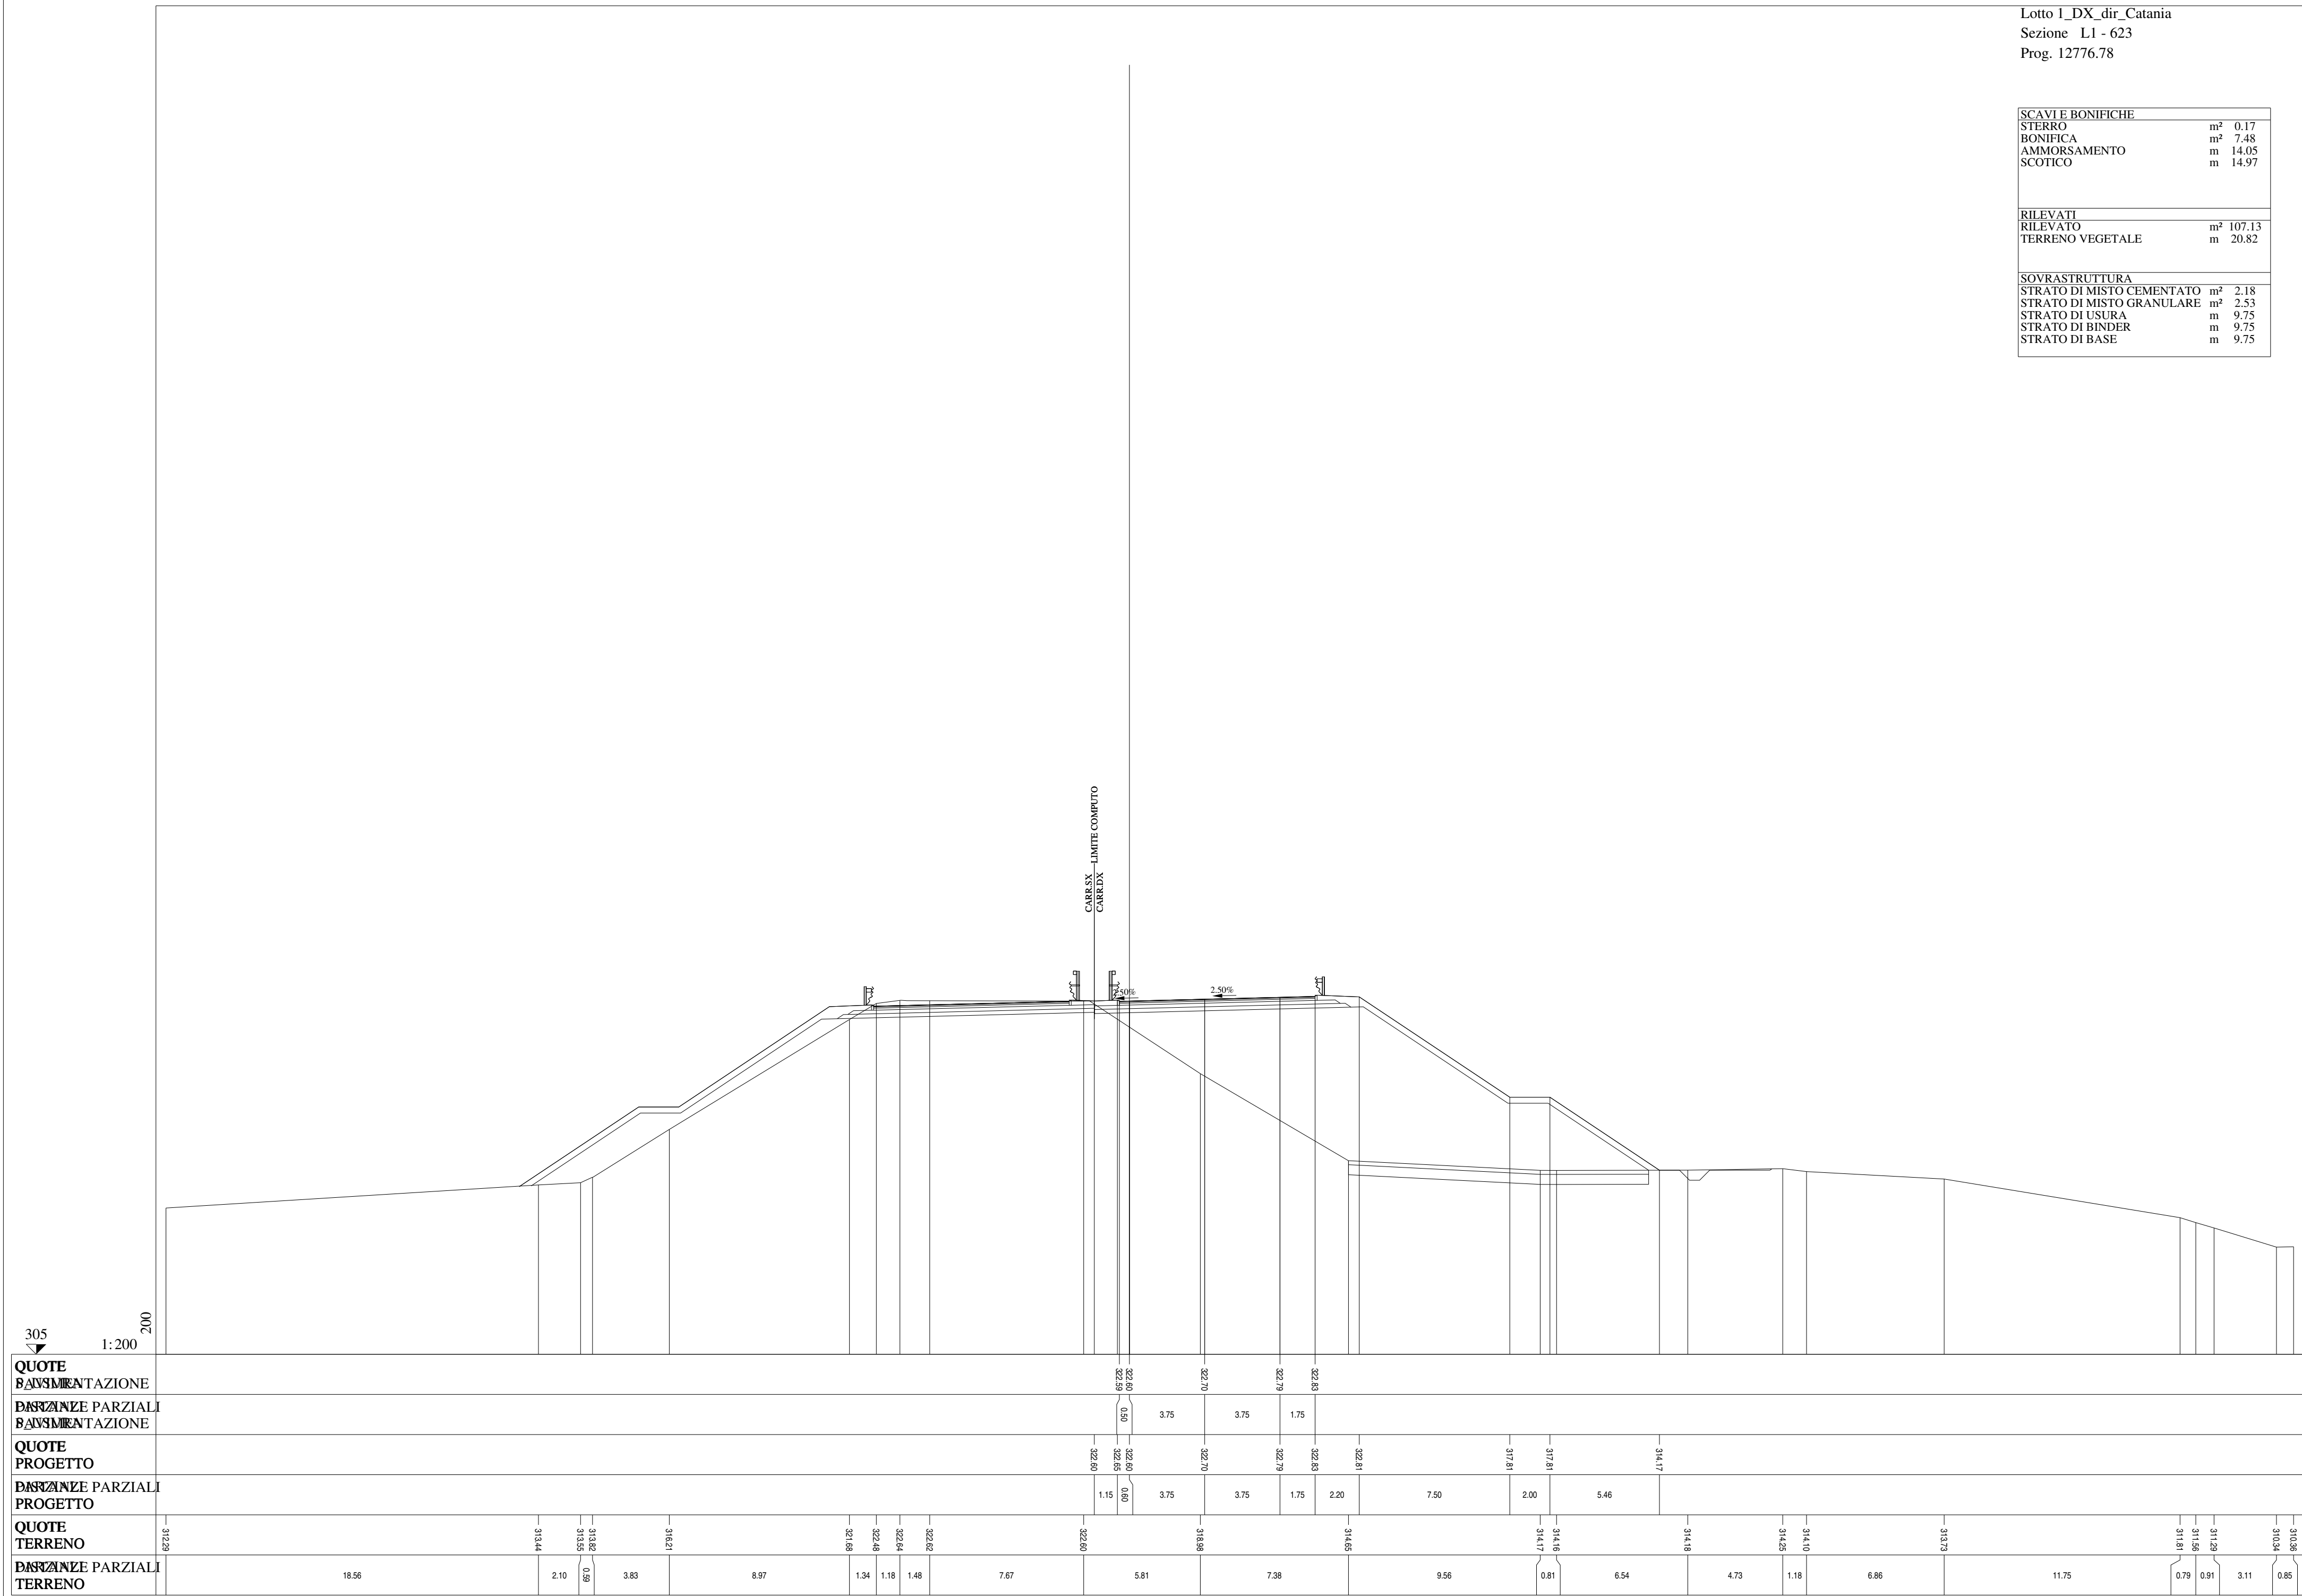 Lotto 1_DX_dir_Catania
Sezione L1 - 623
Prog. 12776.78
SCAVI E BONIFICHE
STERRO m² 0.17
BONIFICA m² 7.48
AMMORSAMENTO m 14.05
SCOTICO m 14.97
RILEVATI
RILEVATO m² 107.13
TERRENO VEGETALE m 20.82
SOVRASTRUTTURA
STRATO DI MISTO CEMENTATO m² 2.18
STRATO DI MISTO GRANULARE m² 2.53
STRATO DI USURA m 9.75
STRATO DI BINDER m 9.75
STRATO DI BASE m 9.75
LIMITE COMPUTO
CARR.SX
CARR.DX
2.50%
305
1:200
200
QUOTE
322.59 322.60 322.70 322.79 322.83
PARZIALI
0.50 3.75 3.75 1.75
QUOTE
PROGETTO
322.60 322.65 322.60 322.70 322.79 322.83 322.81 317.81 317.81 314.17
PARZIALI
PROGETTO
1.15 0.60 3.75 3.75 1.75 2.20 7.50 2.00 5.46
QUOTE
TERRENO
312.29 313.44 313.55 313.82 316.21 321.68 322.48 322.64 322.62 322.60 318.98 314.65 314.17 314.16 314.18 314.25 314.10 313.73 311.81 311.56 311.29 310.34 310.36
PARZIALI
TERRENO
18.56 2.10 0.59 3.83 8.97 1.34 1.18 1.48 7.67 5.81 7.38 9.56 0.81 6.54 4.73 1.18 6.86 11.75 0.79 0.91 3.11 0.85